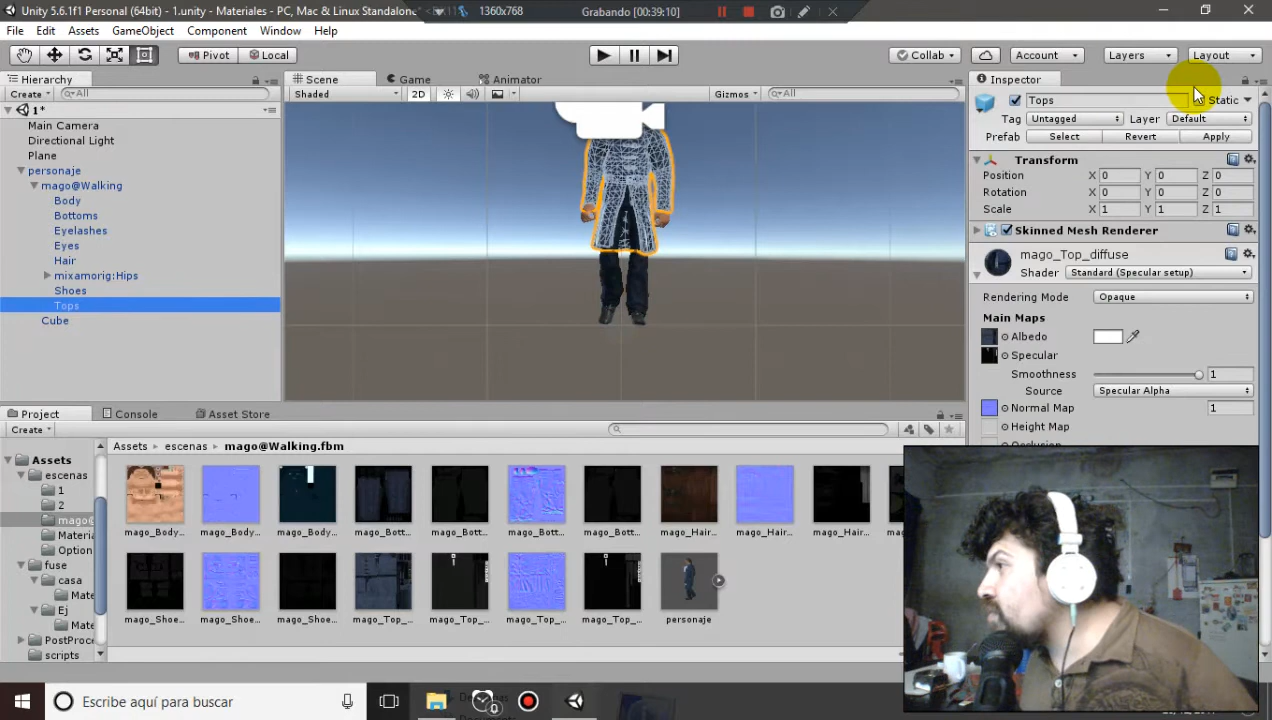 Unity 5.6.1f1 Personal (64bit) - 1.unity - Materiales - PC, Mac & Linux Standalone
1360x768
Grabando [00:39:10]
File Edit Assets GameObject Component Window Help
Pivot Local
Collab Account Layers Layout
Hierarchy
Scene Game Animator
Inspector
Create All
Shaded 2D Gizmos All
Tops Static
1*
Tag Untagged Layer Default
Main Camera
Directional Light
Prefab Select Revert Apply
Plane
Transform
personaje
Position X 0 Y 0 Z 0
mago@Walking
Rotation X 0 Y 0 Z 0
Body
Scale X 1 Y 1 Z 1
Bottoms
Eyelashes
Skinned Mesh Renderer
Eyes
mago_Top_diffuse
Hair
Shader Standard (Specular setup)
mixamorig:Hips
Shoes
Rendering Mode Opaque
Tops
Main Maps
Cube
Albedo
Specular
Smoothness 1
Source Specular Alpha
Normal Map 1
Height Map
Project Console Asset Store
Create
Assets escenas mago@Walking.fbm
Assets
escenas
1
2
mago@
Materia
Option
fuse
casa
Mate
Ej
Mate
PostProce
scripts
mago_Body... mago_Body... mago_Body... mago_Bott... mago_Bott... mago_Bott... mago_Bott... mago_Hair... mago_Hair... mago_Hair...
mago_Shoe... mago_Shoe... mago_Shoe... mago_Top_... mago_Top_... mago_Top_... mago_Top_... personaje
Escribe aquí para buscar